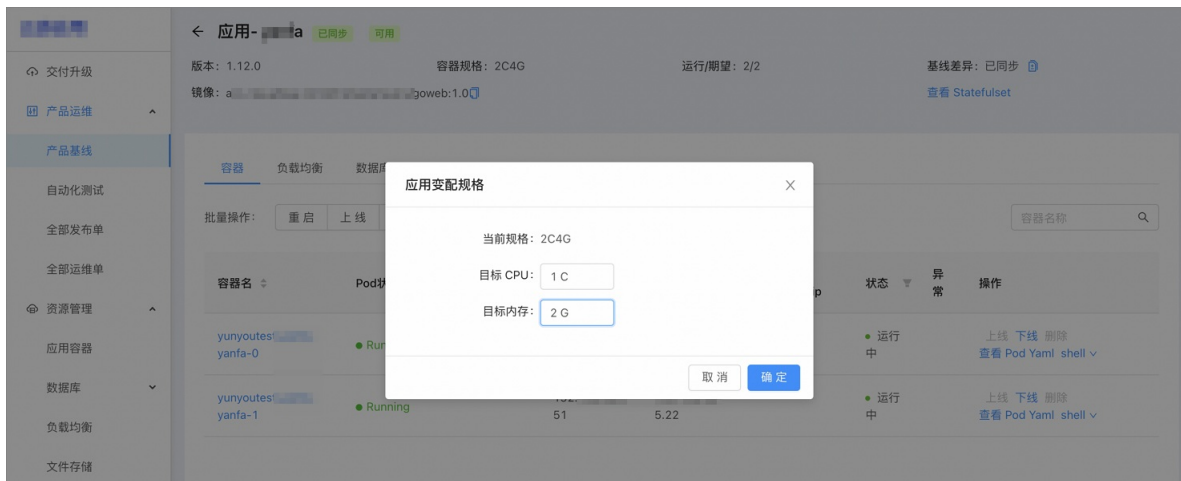 应用-
a
已同步
可用
交付升级
版本：1.12.0
容器规格：2C4G
运行/期望：2/2
基线差异：已同步
镜像：a
goweb:1.0
查看 Statefulset
产品运维
产品基线
容器
负载均衡
应用变配规格
自动化测试
批量操作：
重启
上线
当前规格：2C4G
容器名称
全部发布单
目标 CPU：
1 C
全部运维单
容器名
状态
异常
操作
资源管理
目标内存：
2 G
应用容器
yunyoutest
yanfa-0
运行中
上线 下线 删除
查看 Pod Yaml shell
数据库
取消
确定
yunyoutest
yanfa-1
Running
51
5.22
运行中
上线 下线 删除
查看 Pod Yaml shell
负载均衡
文件存储